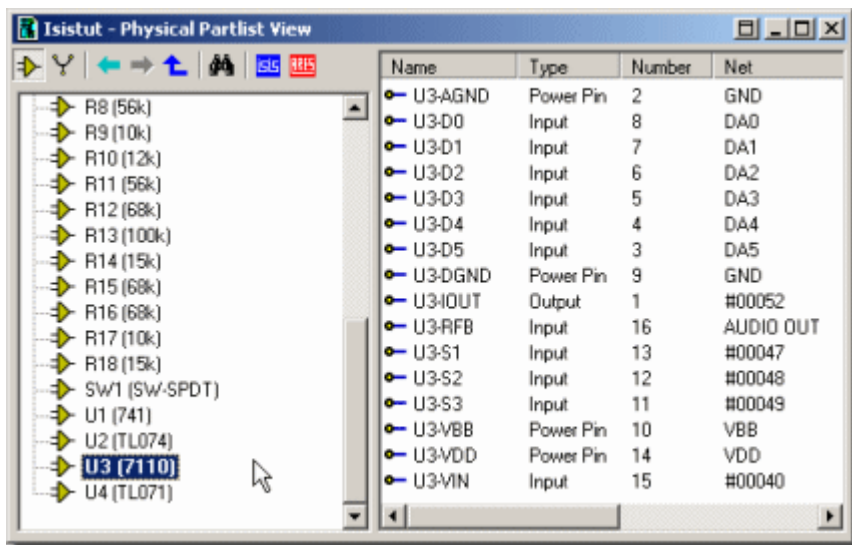 Isistut - Physical Partlist View
ISIS ARES
R8 (56k)
R9 (10k)
R10 (12k)
R11 (56k)
R12 (68k)
R13 (100k)
R14 (15k)
R15 (68k)
R16 (68k)
R17 (10k)
R18 (15k)
SW1 (SW-SPDT)
U1 (741)
U2 (TL074)
U3 (7110)
U4 (TL071)
Name Type Number Net
U3-AGND Power Pin 2 GND
U3-D0 Input 8 DA0
U3-D1 Input 7 DA1
U3-D2 Input 6 DA2
U3-D3 Input 5 DA3
U3-D4 Input 4 DA4
U3-D5 Input 3 DA5
U3-DGND Power Pin 9 GND
U3-IOUT Output 1 #00052
U3-RFB Input 16 AUDIO OUT
U3-S1 Input 13 #00047
U3-S2 Input 12 #00048
U3-S3 Input 11 #00049
U3-VBB Power Pin 10 VBB
U3-VDD Power Pin 14 VDD
U3-VIN Input 15 #00040